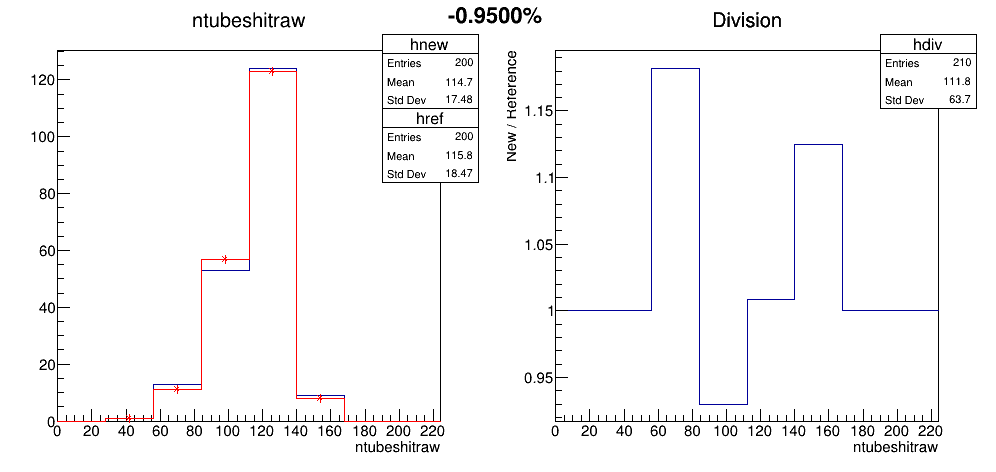 -0.9500%
ntubeshitraw
hnew
Entries 200
Mean 114.7
Std Dev 17.48
href
Entries 200
Mean 115.8
Std Dev 18.47
120
100
80
60
40
20
0
0 20 40 60 80 100 120 140 160 180 200 220
ntubeshitraw
Division
hdiv
Entries 210
Mean 111.8
Std Dev 63.7
New / Reference
1.15
1.1
1.05
1
0.95
0 20 40 60 80 100 120 140 160 180 200 220
ntubeshitraw